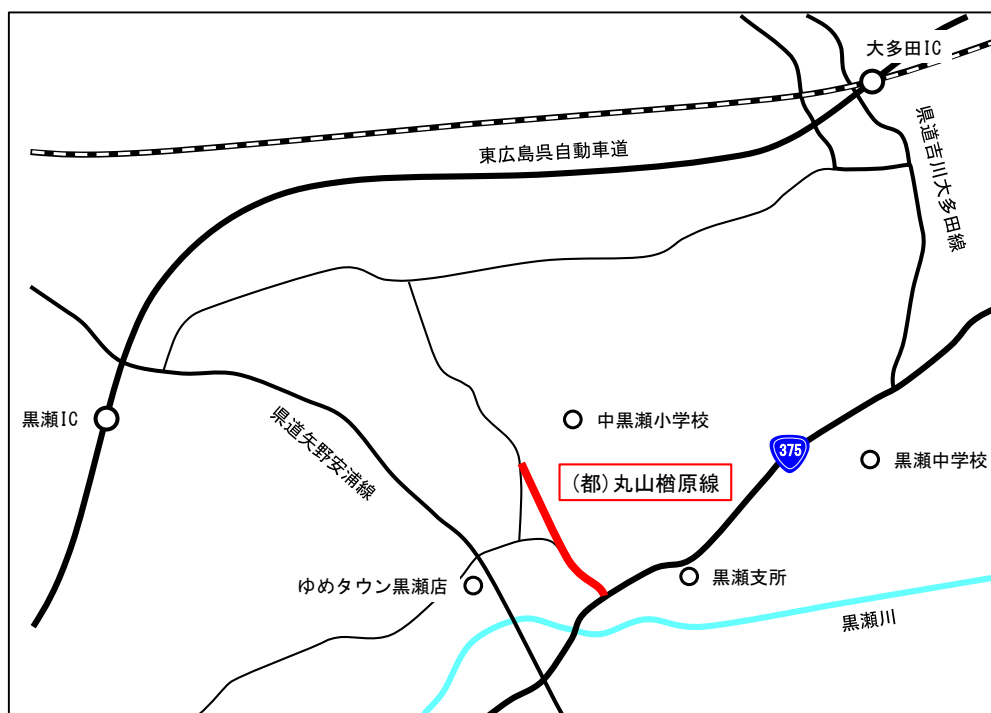 大多田IC
東広島呉自動車道
県道吉川大多田線
黒瀬IC
県道矢野安浦線
中黒瀬小学校
375
黒瀬中学校
(都)丸山楢原線
ゆめタウン黒瀬店
黒瀬支所
黒瀬川